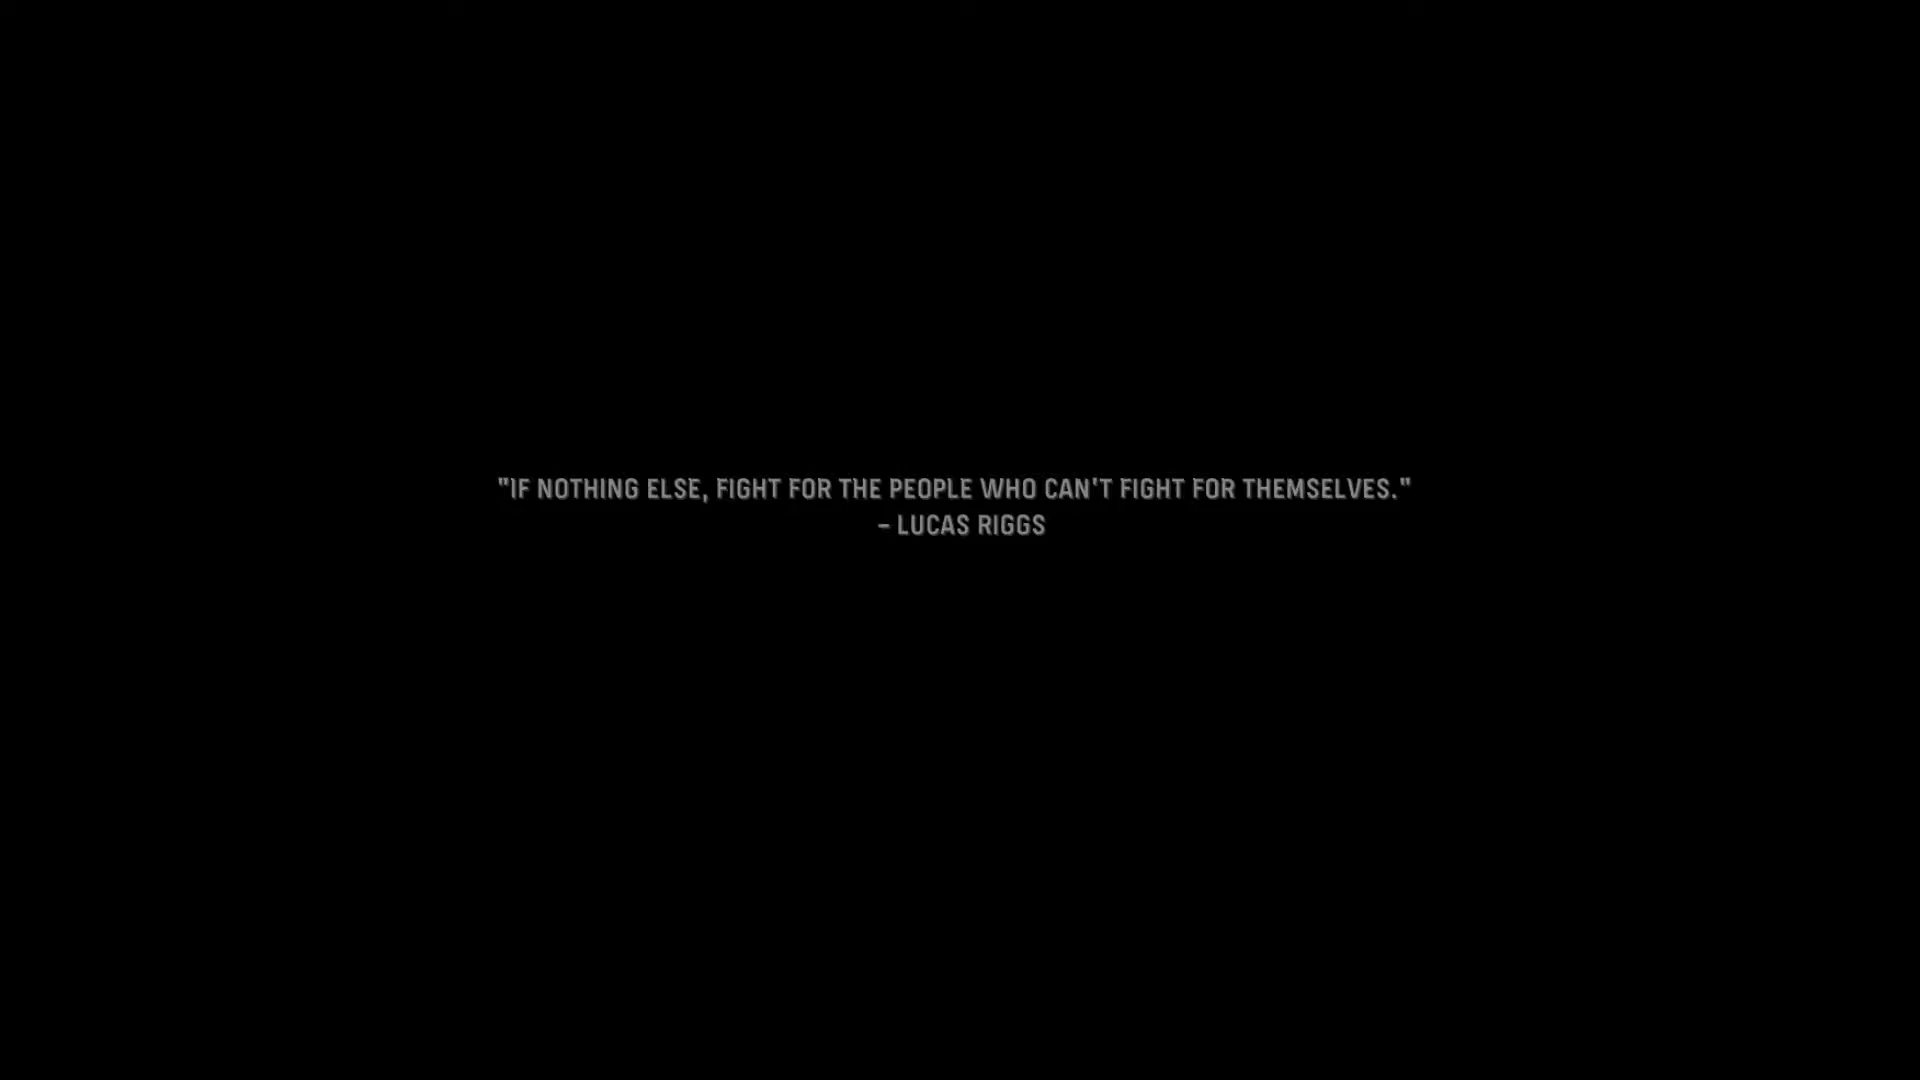 "IF NOTHING ELSE, FIGHT FOR THE PEOPLE WHO CAN'T FIGHT FOR THEMSELVES."
– LUCAS RIGGS